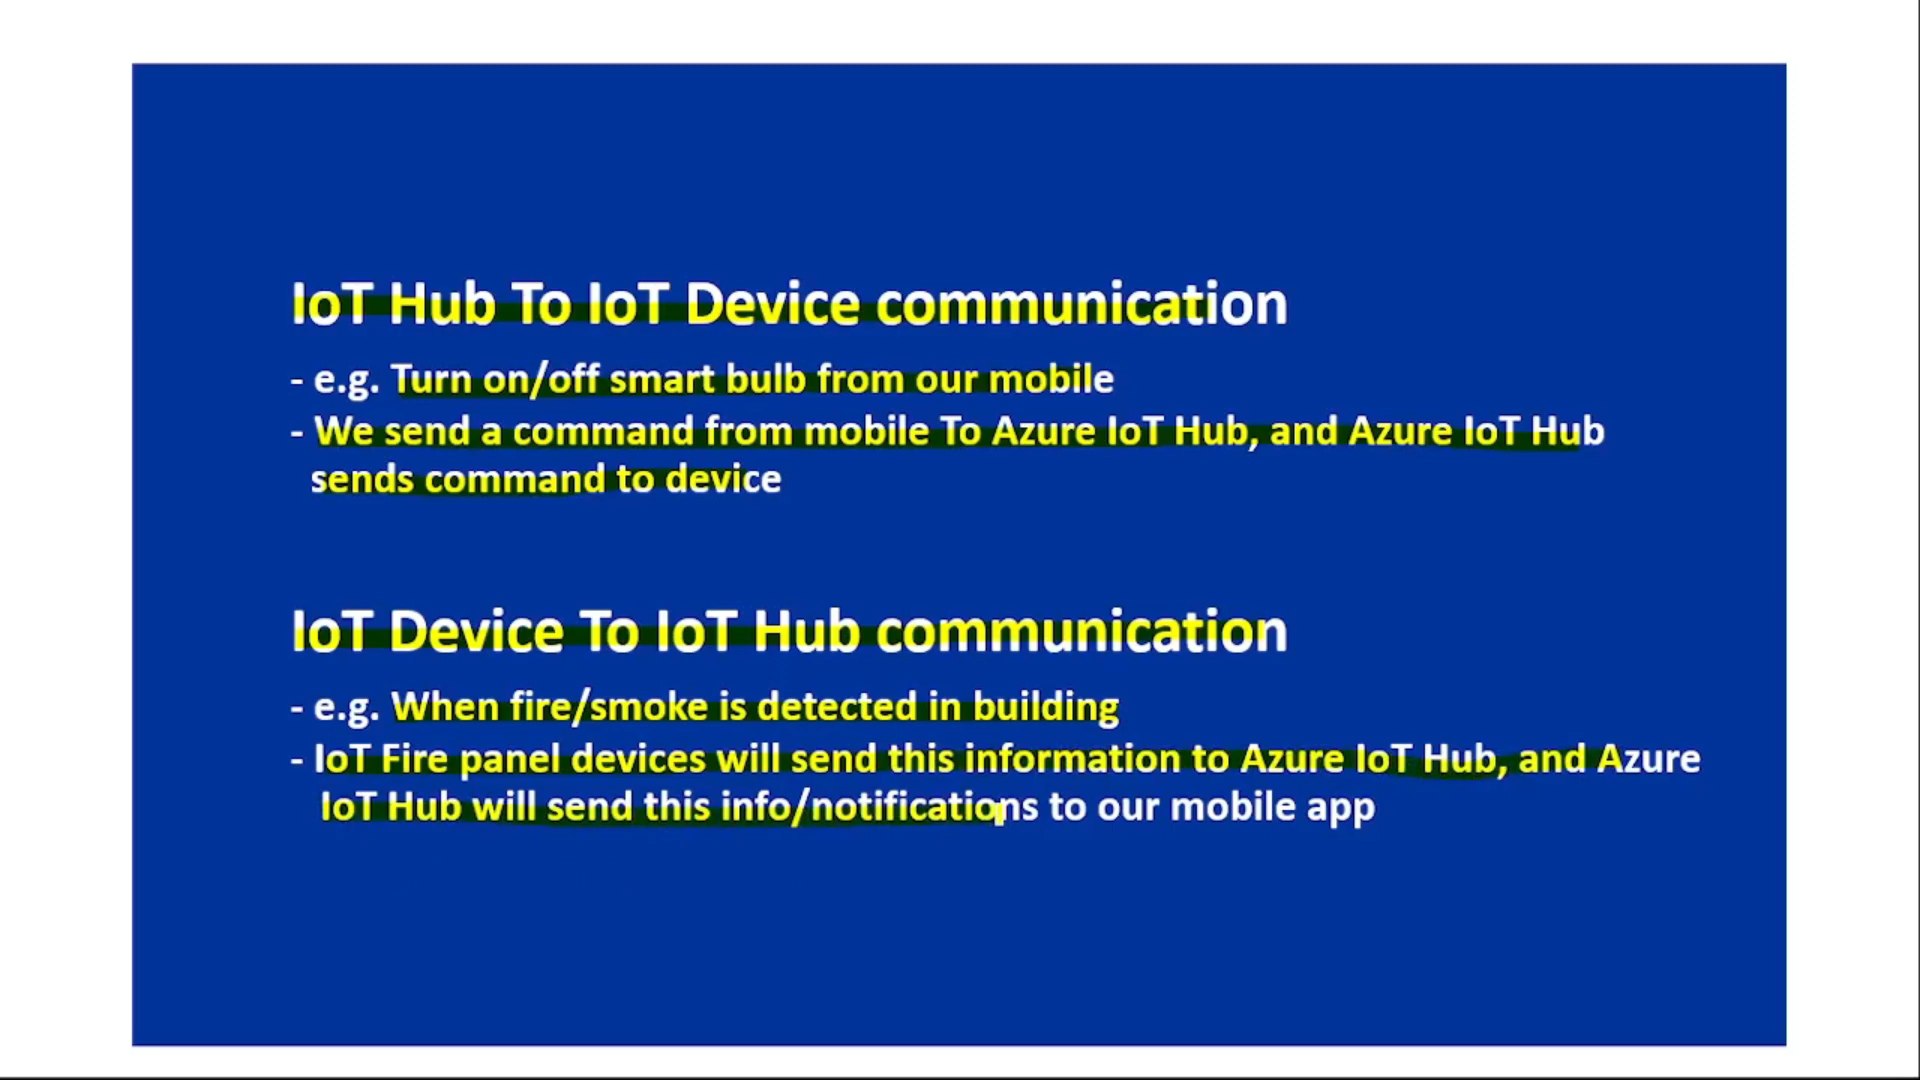 IoT Hub To IoT Device communication
- e.g. Turn on/off smart bulb from our mobile
- We send a command from mobile To Azure IoT Hub, and Azure IoT Hub
sends command to device
IoT Device To IoT Hub communication
- e.g. When fire/smoke is detected in building
- IoT Fire panel devices will send this information to Azure IoT Hub, and Azure
IoT Hub will send this info/notifications to our mobile app